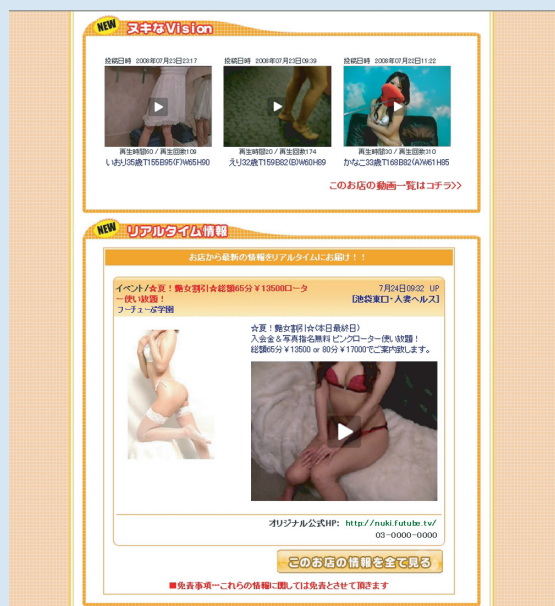 NEW ヌキなVision
投稿日時 2008年07月23日23:17
投稿日時 2008年07月23日09:39
投稿日時 2008年07月22日11:22
再生時間60 / 再生回数109
再生時間20 / 再生回数174
再生時間30 / 再生回数310
いおり35歳T155B95(F)W65H90
えり32歳T159B82(B)W60H89
かなこ33歳T168B82(A)W61H85
このお店の動画一覧はコチラ>>
NEW リアルタイム情報
お店から最新の情報をリアルタイムにお届け！！
イベント/☆夏！艶女割引☆総額65分￥13500ロータ
ー使い放題！
フーチューぶ学園
7月24日09:32 UP
[池袋東口・人妻ヘルス]
☆夏！艶女割引☆(本日最終日)
入会金＆写真指名無料 ピンクローター使い放題！
総額65分￥13500 or 80分￥17000でご案内致します。
オリジナル公式HP: http://nuki.futube.tv/
03-0000-0000
このお店の情報を全て見る
■免責事項ーこれらの情報に関しては免責とさせて頂きます